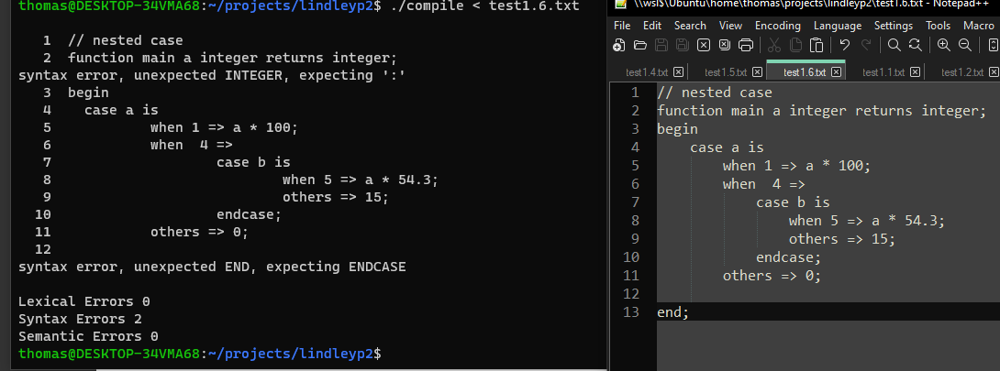 thomas@DESKTOP-34VMA68:~/projects/lindleyp2$ ./compile < test1.6.txt
1 // nested case
2 function main a integer returns integer;
syntax error, unexpected INTEGER, expecting ':'
3 begin
4 case a is
5 when 1 => a * 100;
6 when 4 =>
7 case b is
8 when 5 => a * 54.3;
9 others => 15;
10 endcase;
11 others => 0;
12
syntax error, unexpected END, expecting ENDCASE
Lexical Errors 0
Syntax Errors 2
Semantic Errors 0
thomas@DESKTOP-34VMA68:~/projects/lindleyp2$
\\wsl$\Ubuntu\home\thomas\projects\lindleyp2\test1.6.txt - Notepad++
File Edit Search View Encoding Language Settings Tools Macro
test1.4.txt test1.5.txt test1.6.txt test1.1.txt test1.2.txt
1 // nested case
2 function main a integer returns integer;
3 begin
4 case a is
5 when 1 => a * 100;
6 when 4 =>
7 case b is
8 when 5 => a * 54.3;
9 others => 15;
10 endcase;
11 others => 0;
12
13 end;